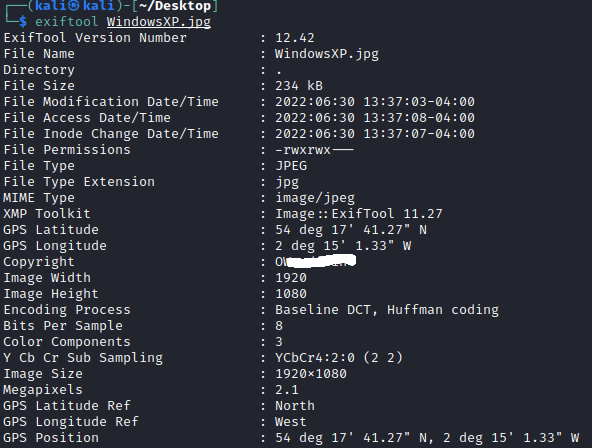 ┌──(kali㉿kali)-[~/Desktop]
└─$ exiftool WindowsXP.jpg
ExifTool Version Number : 12.42
File Name : WindowsXP.jpg
Directory : .
File Size : 234 kB
File Modification Date/Time : 2022:06:30 13:37:03-04:00
File Access Date/Time : 2022:06:30 13:37:08-04:00
File Inode Change Date/Time : 2022:06:30 13:37:07-04:00
File Permissions : -rwxrwx---
File Type : JPEG
File Type Extension : jpg
MIME Type : image/jpeg
XMP Toolkit : Image::ExifTool 11.27
GPS Latitude : 54 deg 17' 41.27" N
GPS Longitude : 2 deg 15' 1.33" W
Copyright :
Image Width : 1920
Image Height : 1080
Encoding Process : Baseline DCT, Huffman coding
Bits Per Sample : 8
Color Components : 3
Y Cb Cr Sub Sampling : YCbCr4:2:0 (2 2)
Image Size : 1920×1080
Megapixels : 2.1
GPS Latitude Ref : North
GPS Longitude Ref : West
GPS Position : 54 deg 17' 41.27" N, 2 deg 15' 1.33" W